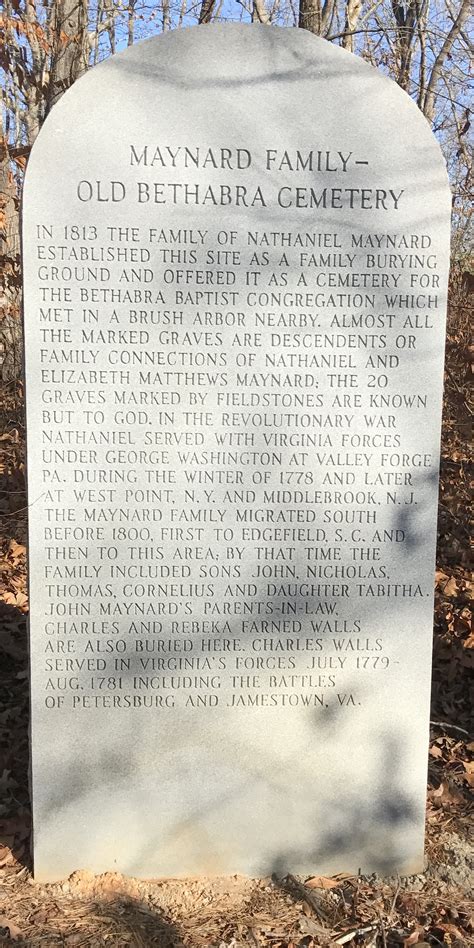 MAYNARD FAMILY-
OLD BETHABRA CEMETERY
IN 1813 THE FAMILY OF NATHANIEL MAYNARD
ESTABLISHED THIS SITE AS A FAMILY BURYING
GROUND AND OFFERED IT AS A CEMETERY FOR
THE BETHABRA BAPTIST CONGREGATION WHICH
MET IN A BRUSH ARBOR NEARBY. ALMOST ALL
THE MARKED GRAVES ARE DESCENDENTS OR
FAMILY CONNECTIONS OF NATHANIEL AND
ELIZABETH MATTHEWS MAYNARD; THE 20
GRAVES MARKED BY FIELDSTONES ARE KNOWN
BUT TO GOD. IN THE REVOLUTIONARY WAR
NATHANIEL SERVED WITH VIRGINIA FORCES
UNDER GEORGE WASHINGTON AT VALLEY FORGE
PA. DURING THE WINTER OF 1778 AND LATER
AT WEST POINT, N.Y. AND MIDDLEBROOK, N.J.
THE MAYNARD FAMILY MIGRATED SOUTH
BEFORE 1800, FIRST TO EDGEFIELD, S.C. AND
THEN TO THIS AREA; BY THAT TIME THE
FAMILY INCLUDED SONS JOHN, NICHOLAS,
THOMAS, CORNELIUS AND DAUGHTER TABITHA.
JOHN MAYNARD'S PARENTS-IN-LAW,
CHARLES AND REBEKA FARNED WALLS
ARE ALSO BURIED HERE. CHARLES WALLS
SERVED IN VIRGINIA'S FORCES JULY 1779-
AUG. 1781 INCLUDING THE BATTLES
OF PETERSBURG AND JAMESTOWN, VA.